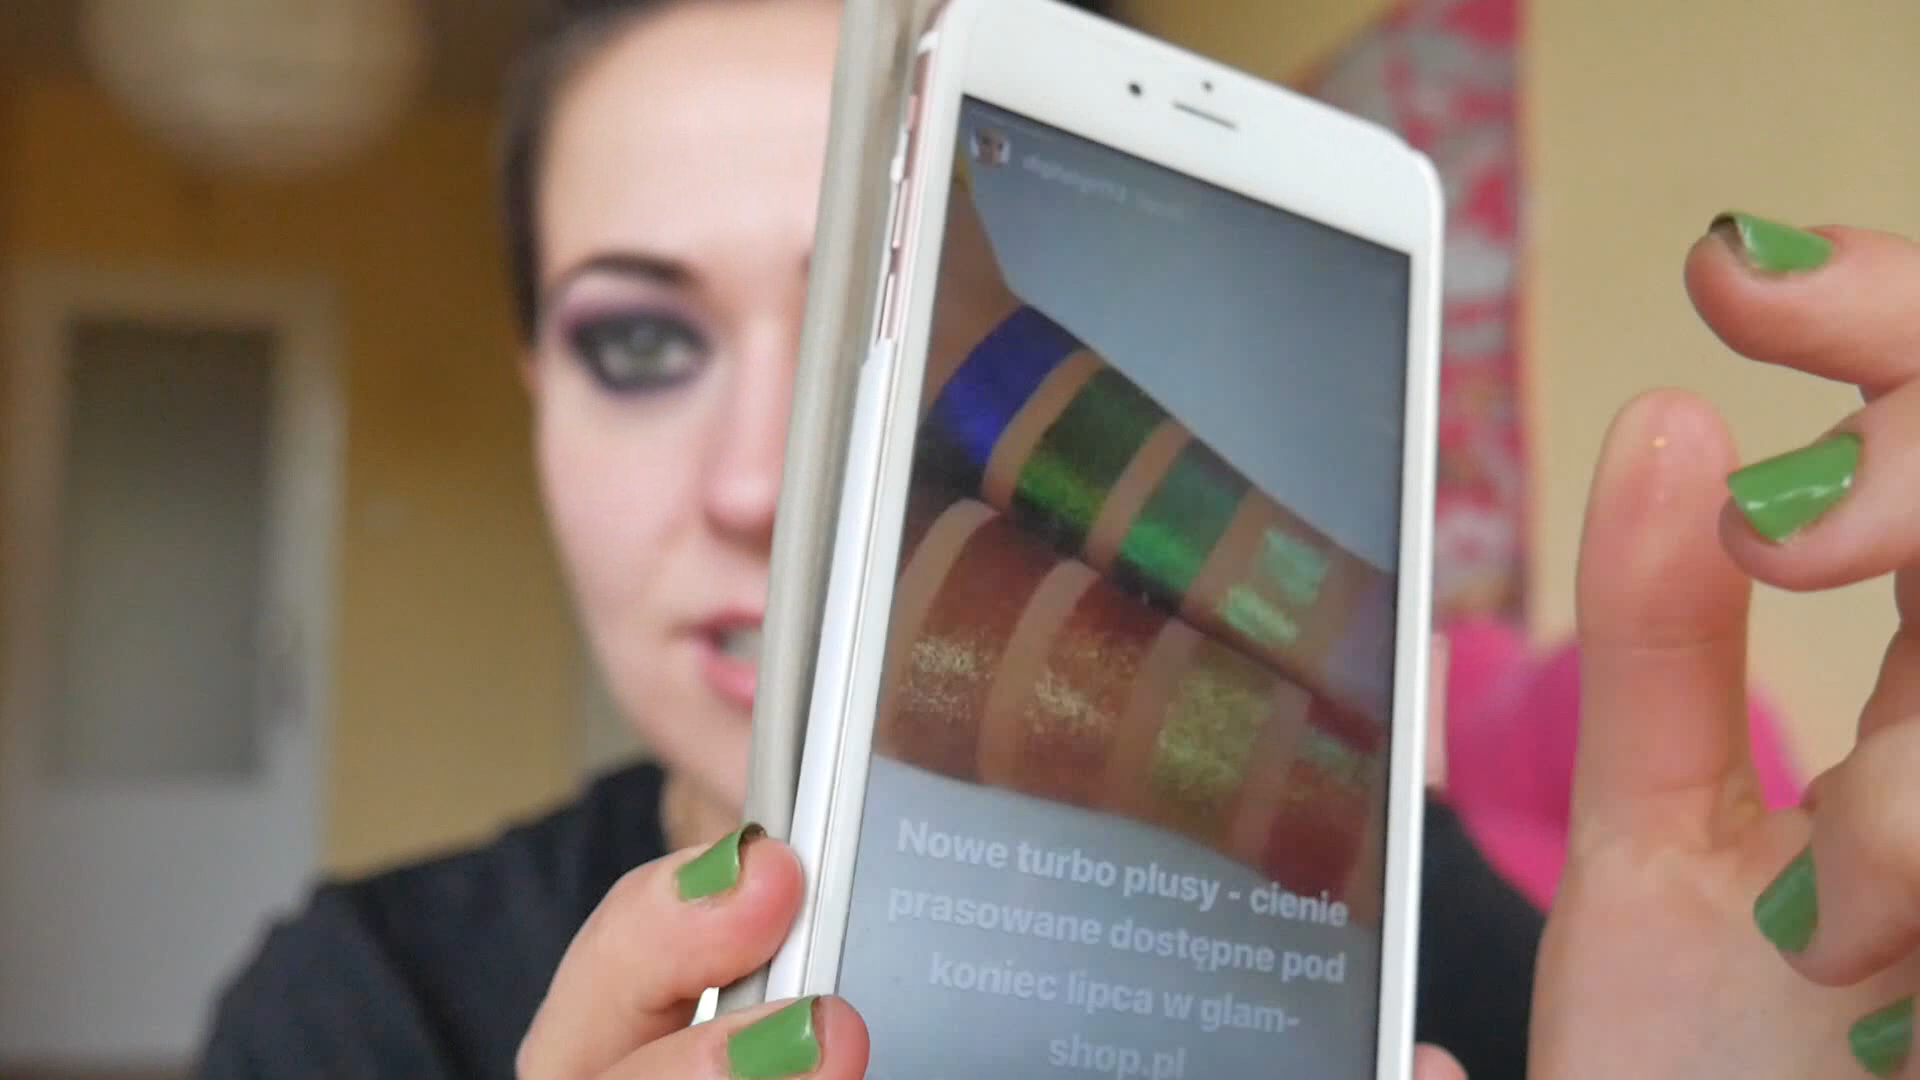 Nowe turbo plusy - cienie
prasowane dostępne pod
koniec lipca w glam-
shop.pl